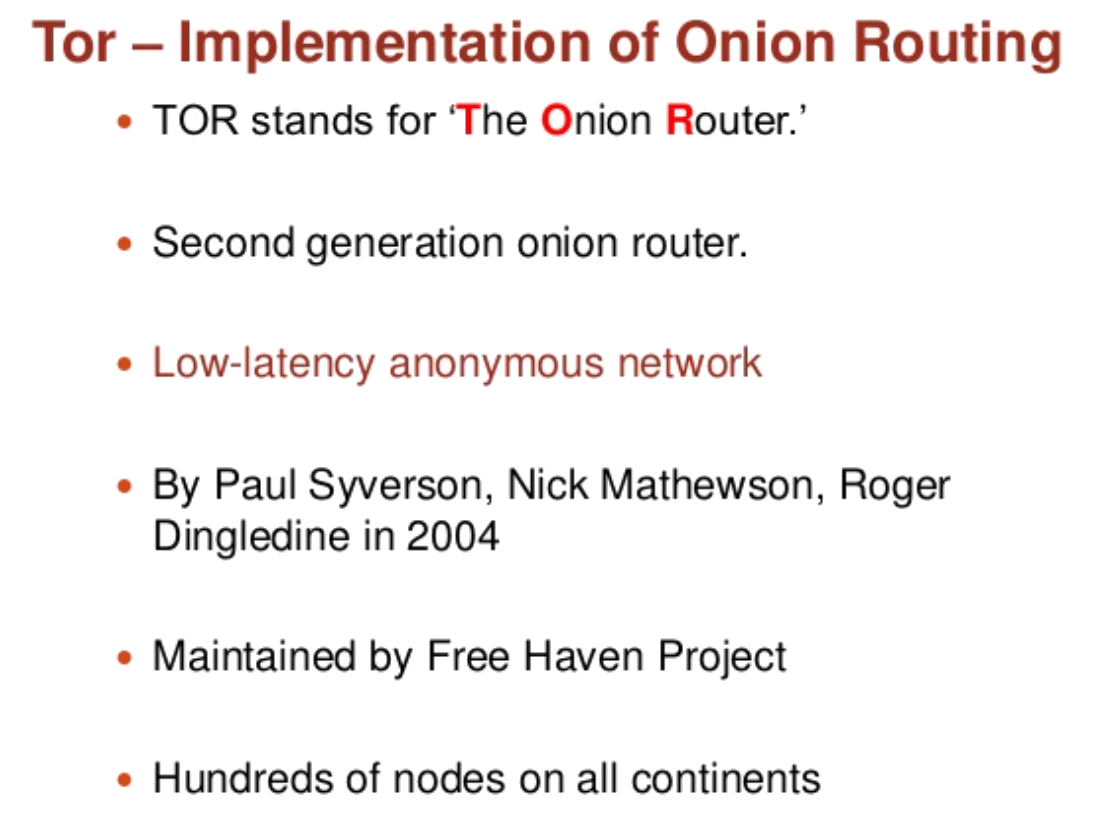 Tor – Implementation of Onion Routing
• TOR stands for ‘The Onion Router.’
• Second generation onion router.
• Low-latency anonymous network
• By Paul Syverson, Nick Mathewson, Roger
Dingledine in 2004
• Maintained by Free Haven Project
• Hundreds of nodes on all continents